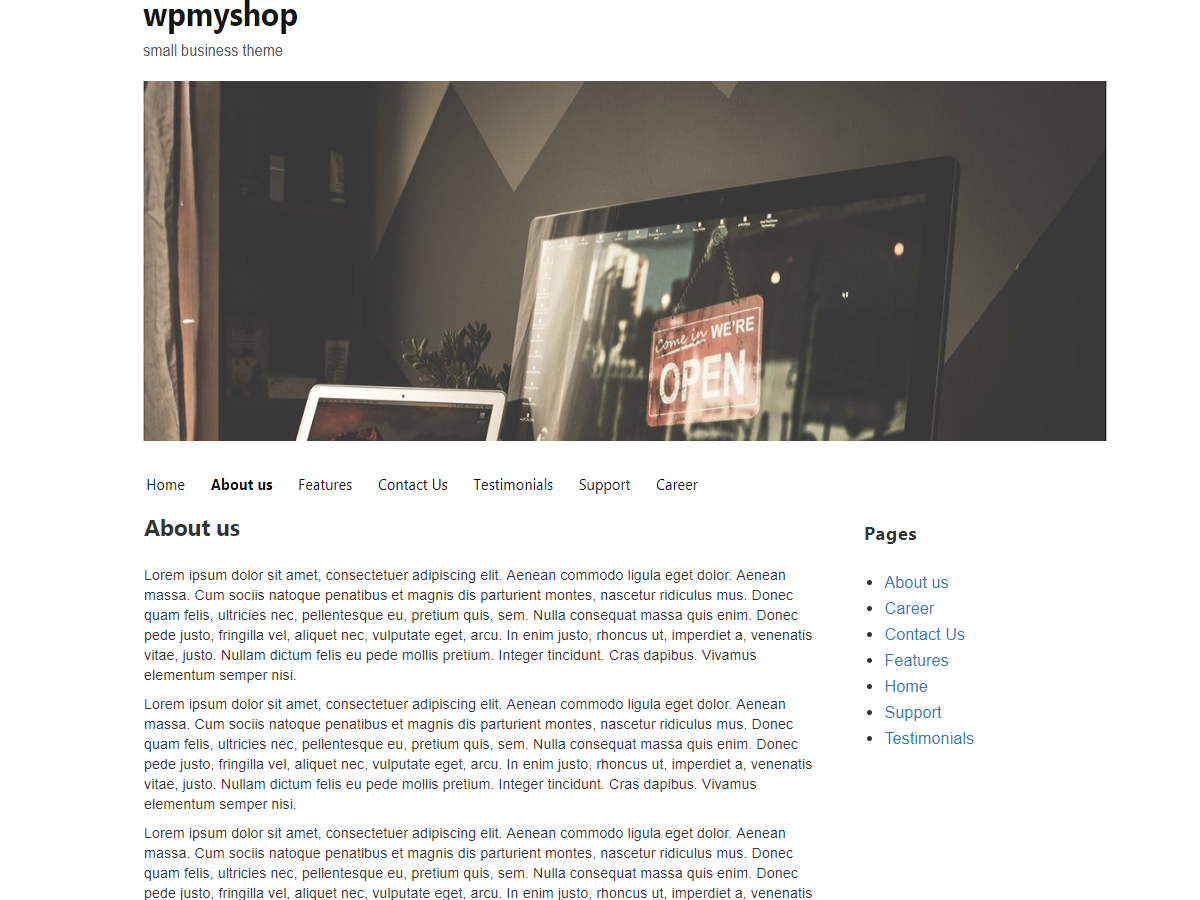 wpmyshop
small business theme
Come in WE'RE
OPEN
Home About us Features Contact Us Testimonials Support Career
About us
Lorem ipsum dolor sit amet, consectetuer adipiscing elit. Aenean commodo ligula eget dolor. Aenean
massa. Cum sociis natoque penatibus et magnis dis parturient montes, nascetur ridiculus mus. Donec
quam felis, ultricies nec, pellentesque eu, pretium quis, sem. Nulla consequat massa quis enim. Donec
pede justo, fringilla vel, aliquet nec, vulputate eget, arcu. In enim justo, rhoncus ut, imperdiet a, venenatis
vitae, justo. Nullam dictum felis eu pede mollis pretium. Integer tincidunt. Cras dapibus. Vivamus
elementum semper nisi.
Lorem ipsum dolor sit amet, consectetuer adipiscing elit. Aenean commodo ligula eget dolor. Aenean
massa. Cum sociis natoque penatibus et magnis dis parturient montes, nascetur ridiculus mus. Donec
quam felis, ultricies nec, pellentesque eu, pretium quis, sem. Nulla consequat massa quis enim. Donec
pede justo, fringilla vel, aliquet nec, vulputate eget, arcu. In enim justo, rhoncus ut, imperdiet a, venenatis
vitae, justo. Nullam dictum felis eu pede mollis pretium. Integer tincidunt. Cras dapibus. Vivamus
elementum semper nisi.
Lorem ipsum dolor sit amet, consectetuer adipiscing elit. Aenean commodo ligula eget dolor. Aenean
massa. Cum sociis natoque penatibus et magnis dis parturient montes, nascetur ridiculus mus. Donec
quam felis, ultricies nec, pellentesque eu, pretium quis, sem. Nulla consequat massa quis enim. Donec
pede justo, fringilla vel, aliquet nec, vulputate eget, arcu. In enim justo, rhoncus ut, imperdiet a, venenatis
Pages
About us
Career
Contact Us
Features
Home
Support
Testimonials